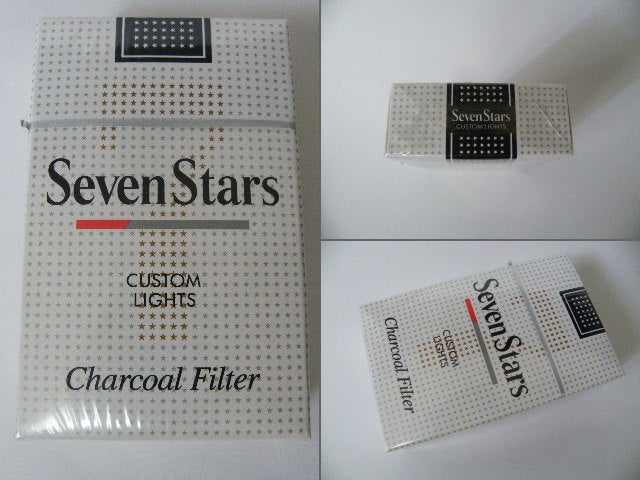 Seven Stars
CUSTOM
LIGHTS
Charcoal Filter
Seven Stars
CUSTOM LIGHTS
Seven Stars
CUSTOM
LIGHTS
Charcoal Filter